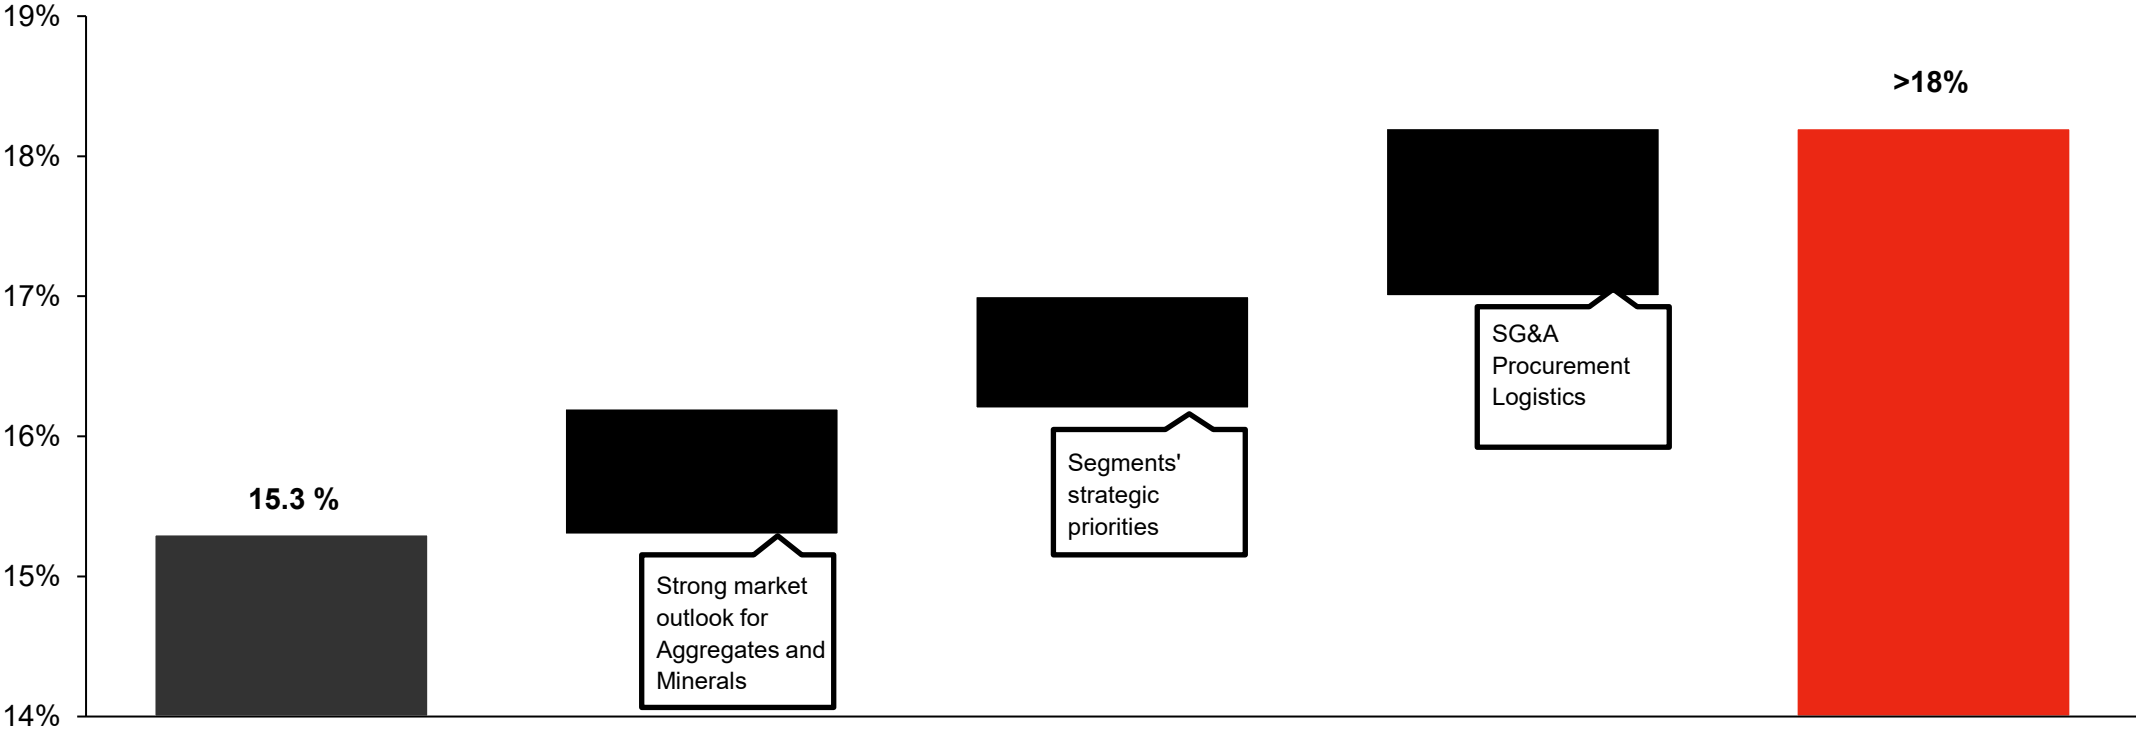 19%
18%
17%
16%
15%
14%
15.3 %
Strong market
outlook for
Aggregates and
Minerals
Segments'
strategic
priorities
SG&A
Procurement
Logistics
>18%